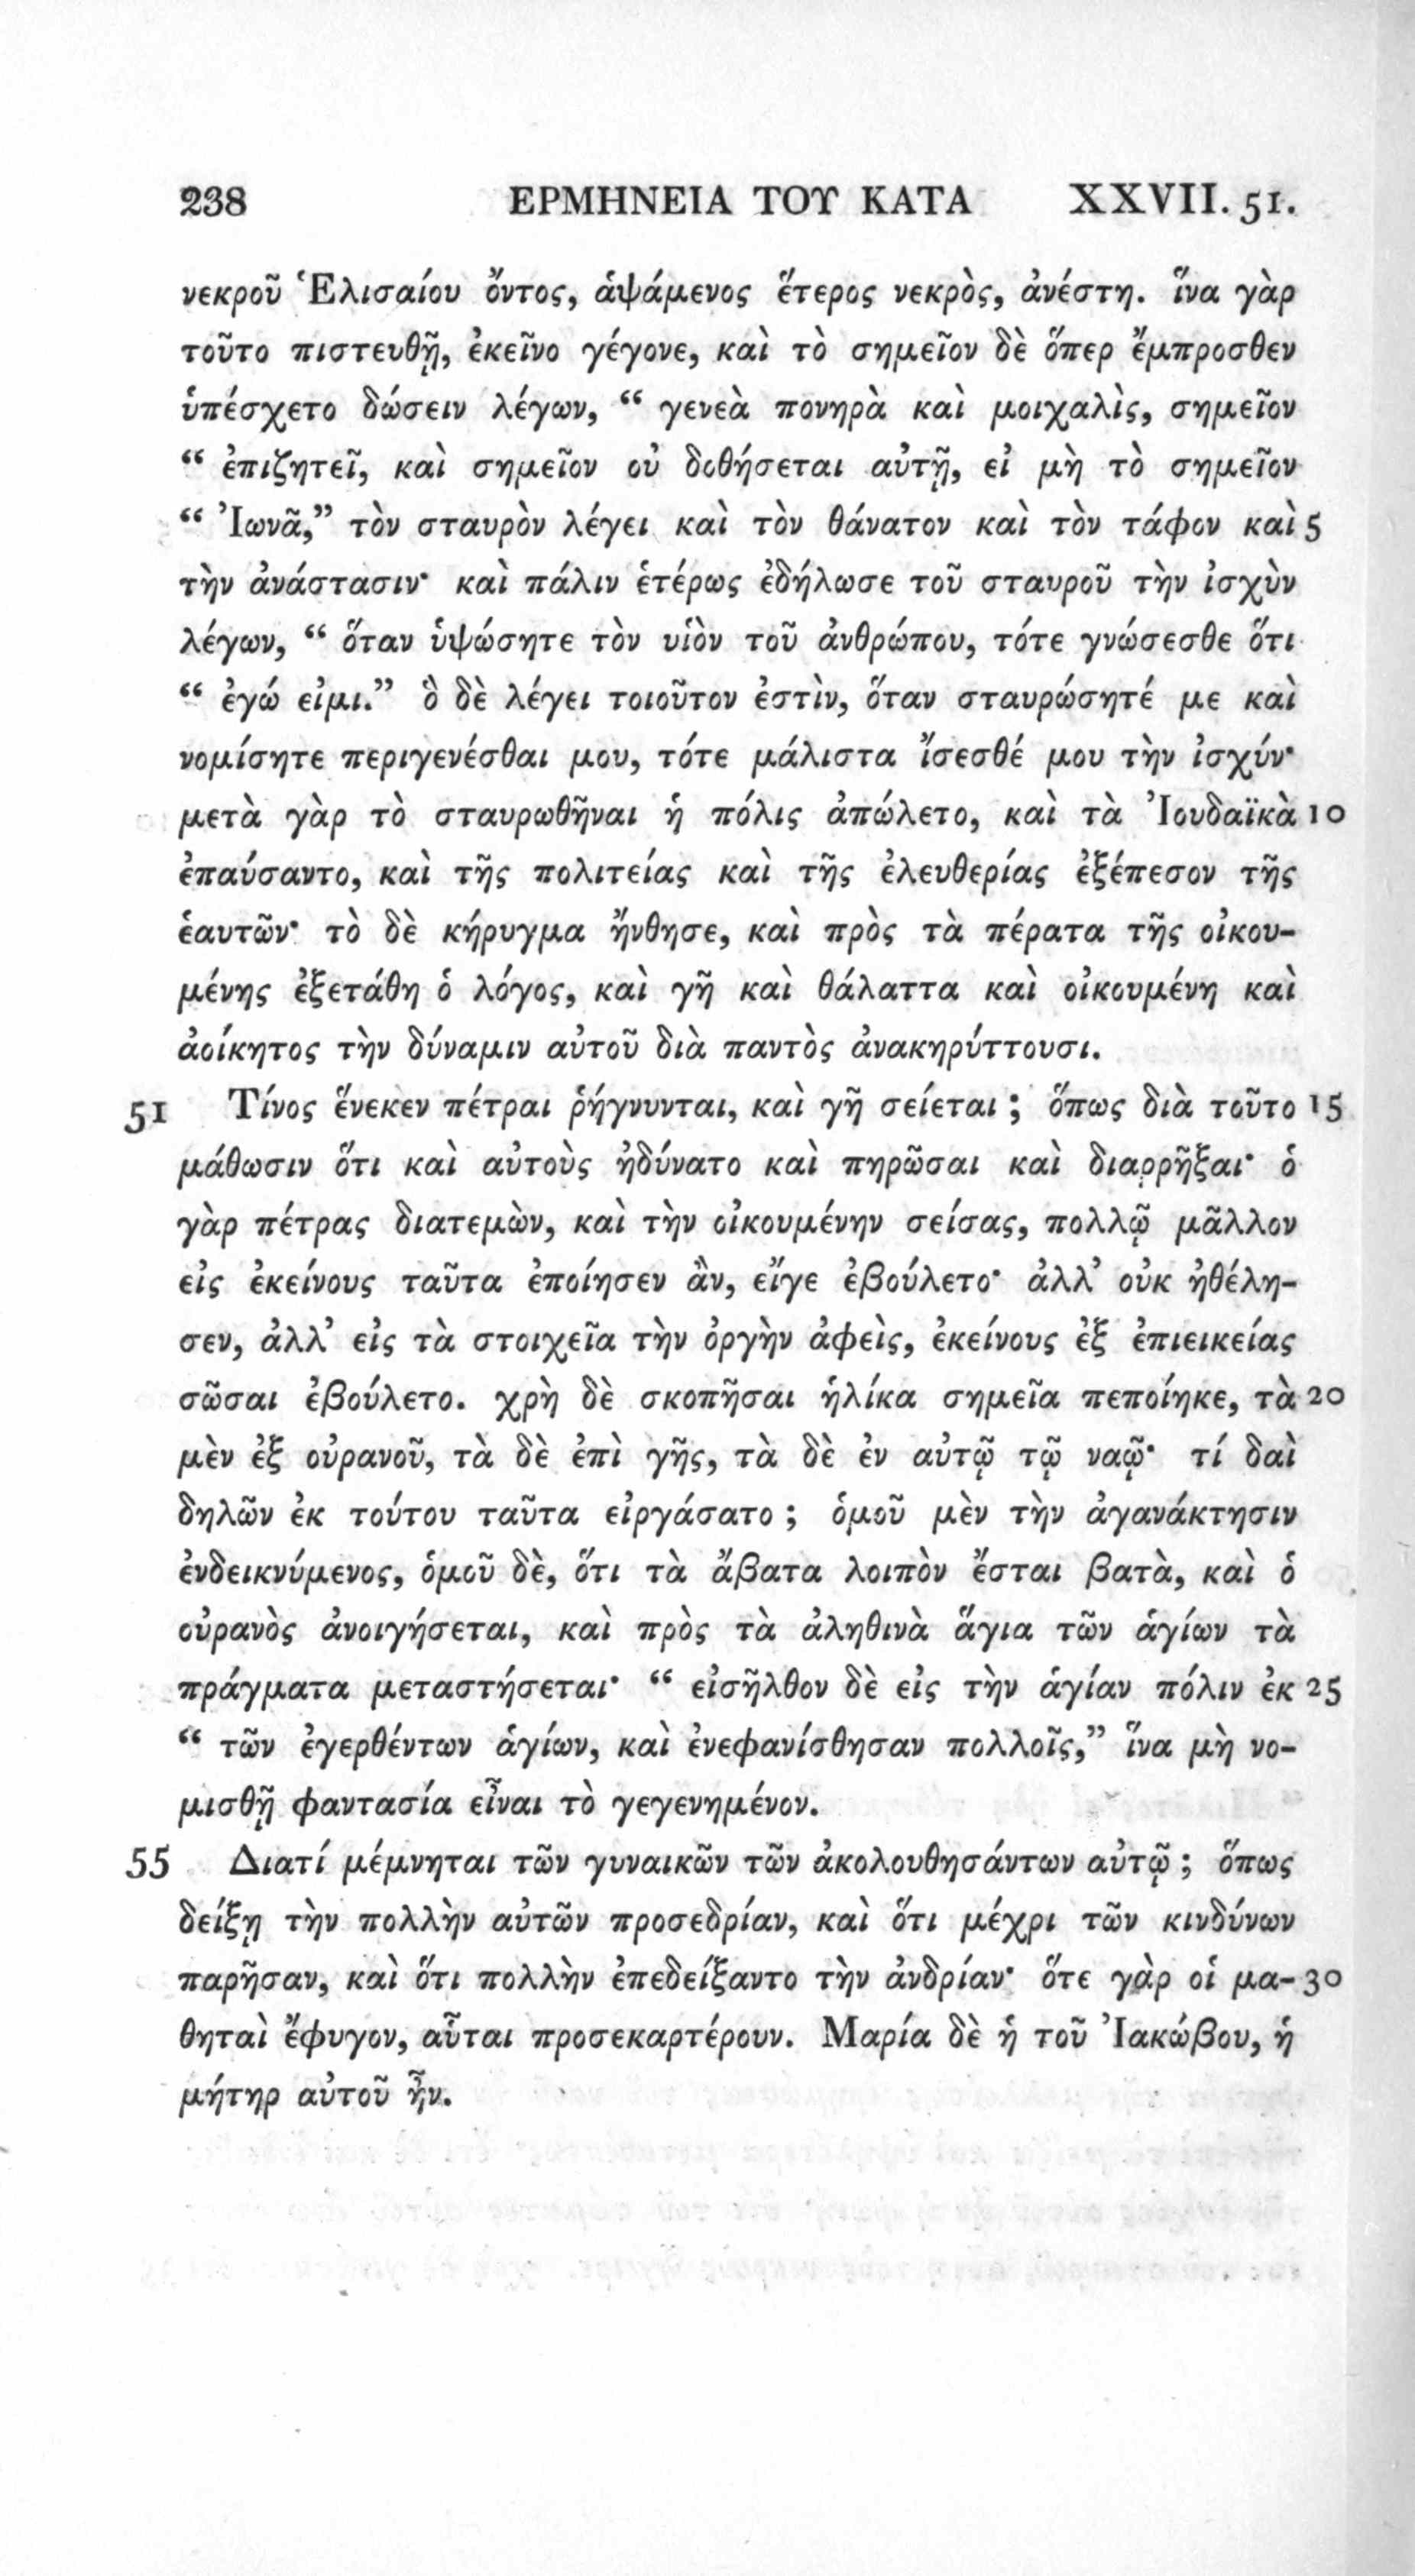 238 ΕΡΜΗΝΕΙΑ ΤΟΥ ΚΑΤΑ XXVII. 51.
νεκροῦ Ἑλισαίου ὄντος, ἁψάμενος ἕτερος νεκρὸς, ἀνέστη. ἵνα γὰρ
τοῦτο πιστευθῇ, ἐκεῖνο γέγονε, καὶ τὸ σημεῖον δὲ ὅπερ ἔμπροσθεν
ὑπέσχετο δώσειν λέγων, “ γενεὰ πονηρὰ καὶ μοιχαλὶς, σημεῖον
“ ἐπιζητεῖ, καὶ σημεῖον οὐ δοθήσεται αὐτῇ, εἰ μὴ τὸ σημεῖον
“ Ἰωνᾶ,” τὸν σταυρὸν λέγει καὶ τὸν θάνατον καὶ τὸν τάφον καὶ 5
τὴν ἀνάστασιν· καὶ πάλιν ἑτέρως ἐδήλωσε τοῦ σταυροῦ τὴν ἰσχὺν
λέγων, “ ὅταν ὑψώσητε τὸν υἱὸν τοῦ ἀνθρώπου, τότε γνώσεσθε ὅτι
“ ἐγώ εἰμι.” ὃ δὲ λέγει τοιοῦτον ἐστὶν, ὅταν σταυρώσητέ με καὶ
νομίσητε περιγενέσθαι μου, τότε μάλιστα ἴσεσθέ μου τὴν ἰσχύν·
μετὰ γὰρ τὸ σταυρωθῆναι ἡ πόλις ἀπώλετο, καὶ τὰ Ἰουδαϊκὰ 10
ἐπαύσαντο, καὶ τῆς πολιτείας καὶ τῆς ἐλευθερίας ἐξέπεσον τῆς
ἑαυτῶν· τὸ δὲ κήρυγμα ἤνθησε, καὶ πρὸς τὰ πέρατα τῆς οἰκου-
μένης ἐξετάθη ὁ λόγος, καὶ γῆ καὶ θάλαττα καὶ οἰκουμένη καὶ
ἀοίκητος τὴν δύναμιν αὐτοῦ διὰ παντὸς ἀνακηρύττουσι.
51 Τίνος ἕνεκεν πέτραι ῥήγνυνται, καὶ γῆ σείεται ; ὅπως διὰ τοῦτο 15
μάθωσιν ὅτι καὶ αὐτοὺς ἠδύνατο καὶ πηρῶσαι καὶ διαρρῆξαι· ὁ
γὰρ πέτρας διατεμὼν, καὶ τὴν οἰκουμένην σείσας, πολλῷ μᾶλλον
εἰς ἐκείνους ταῦτα ἐποίησεν ἂν, εἴγε ἐβούλετο· ἀλλ’ οὐκ ἠθέλη-
σεν, ἀλλ’ εἰς τὰ στοιχεῖα τὴν ὀργὴν ἀφεὶς, ἐκείνους ἐξ ἐπιεικείας
σῶσαι ἐβούλετο. χρὴ δὲ σκοπῆσαι ἡλίκα σημεῖα πεποίηκε, τὰ 20
μὲν ἐξ οὐρανοῦ, τὰ δὲ ἐπὶ γῆς, τὰ δὲ ἐν αὐτῷ τῷ ναῷ· τί δαὶ
δηλῶν ἐκ τούτου ταῦτα εἰργάσατο ; ὁμοῦ μὲν τὴν ἀγανάκτησιν
ἐνδεικνύμενος, ὁμοῦ δὲ, ὅτι τὰ ἄβατα λοιπὸν ἔσται βατὰ, καὶ ὁ
οὐρανὸς ἀνοιγήσεται, καὶ πρὸς τὰ ἀληθινὰ ἅγια τῶν ἁγίων τὰ
πράγματα μεταστήσεται· “ εἰσῆλθον δὲ εἰς τὴν ἁγίαν πόλιν ἐκ 25
“ τῶν ἐγερθέντων ἁγίων, καὶ ἐνεφανίσθησαν πολλοῖς,” ἵνα μὴ νο-
μισθῇ φαντασία εἶναι τὸ γεγενημένον.
55 Διατί μέμνηται τῶν γυναικῶν τῶν ἀκολουθησάντων αὐτῷ ; ὅπως
δείξῃ τὴν πολλὴν αὐτῶν προσεδρίαν, καὶ ὅτι μέχρι τῶν κινδύνων
παρῆσαν, καὶ ὅτι πολλὴν ἐπεδείξαντο τὴν ἀνδρίαν· ὅτε γὰρ οἱ μα- 30
θηταὶ ἔφυγον, αὗται προσεκαρτέρουν. Μαρία δὲ ἡ τοῦ Ἰακώβου, ἡ
μήτηρ αὐτοῦ ἦν.